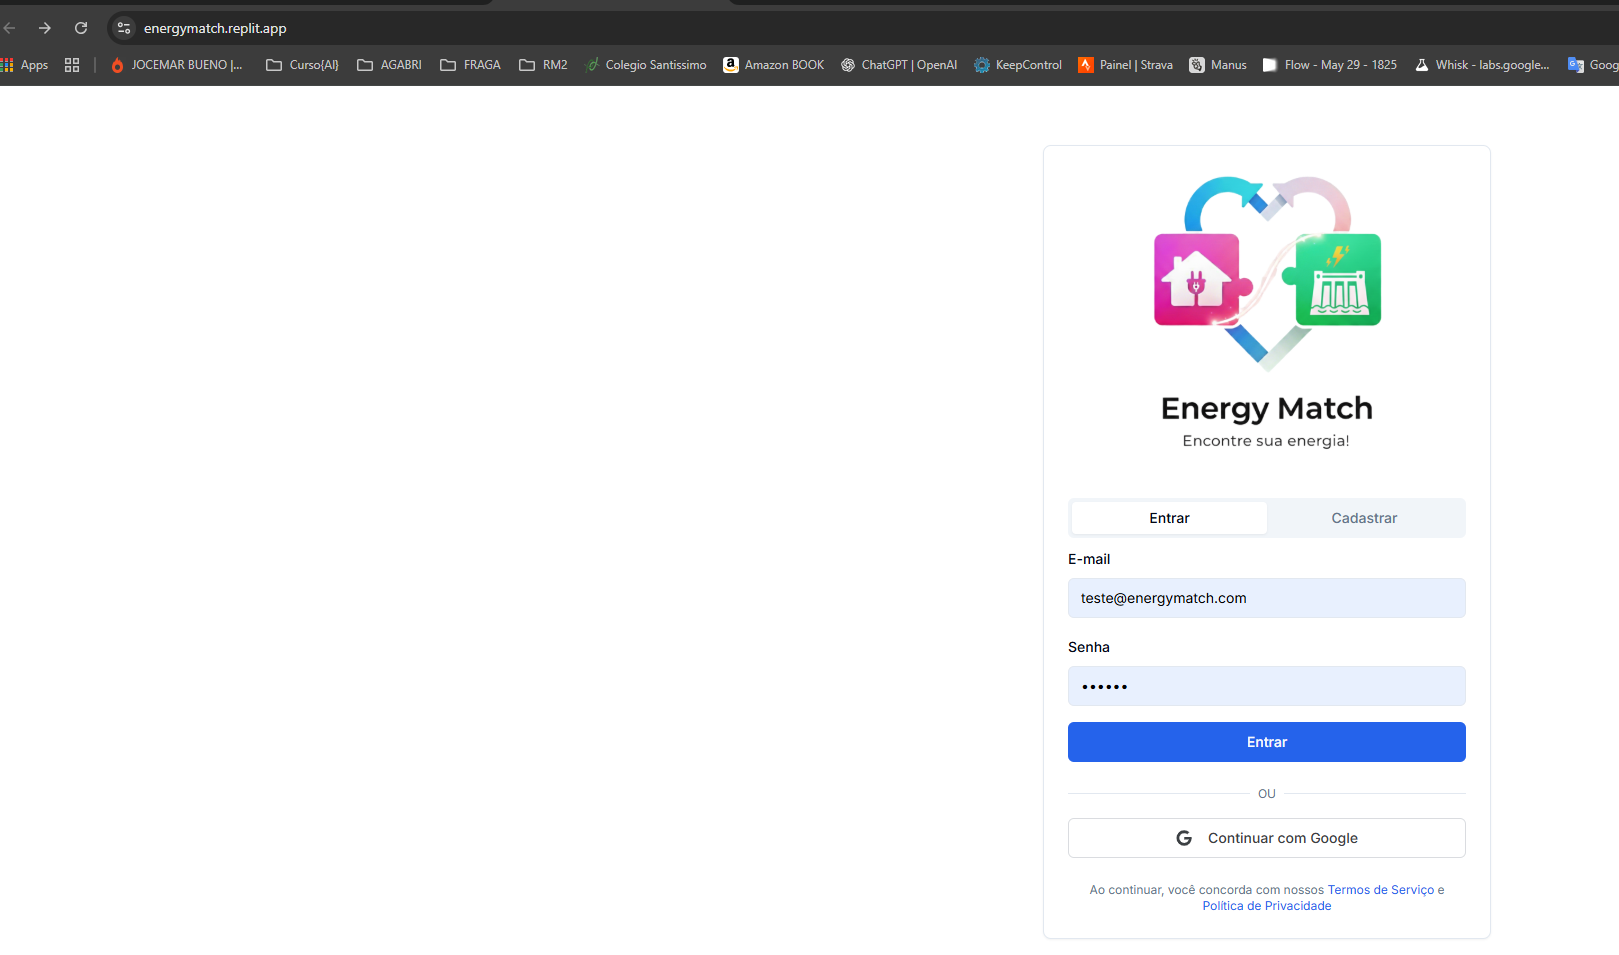 energymatch.replit.app
Apps JOCEMAR BUENO |... Curso{AI} AGABRI FRAGA RM2 Colegio Santissimo Amazon BOOK ChatGPT | OpenAI KeepControl Painel | Strava Manus Flow - May 29 - 1825 Whisk - labs.google... Goog
Energy Match
Encontre sua energia!
Entrar Cadastrar
E-mail
teste@energymatch.com
Senha
••••••
Entrar
OU
G Continuar com Google
Ao continuar, você concorda com nossos Termos de Serviço e
Política de Privacidade